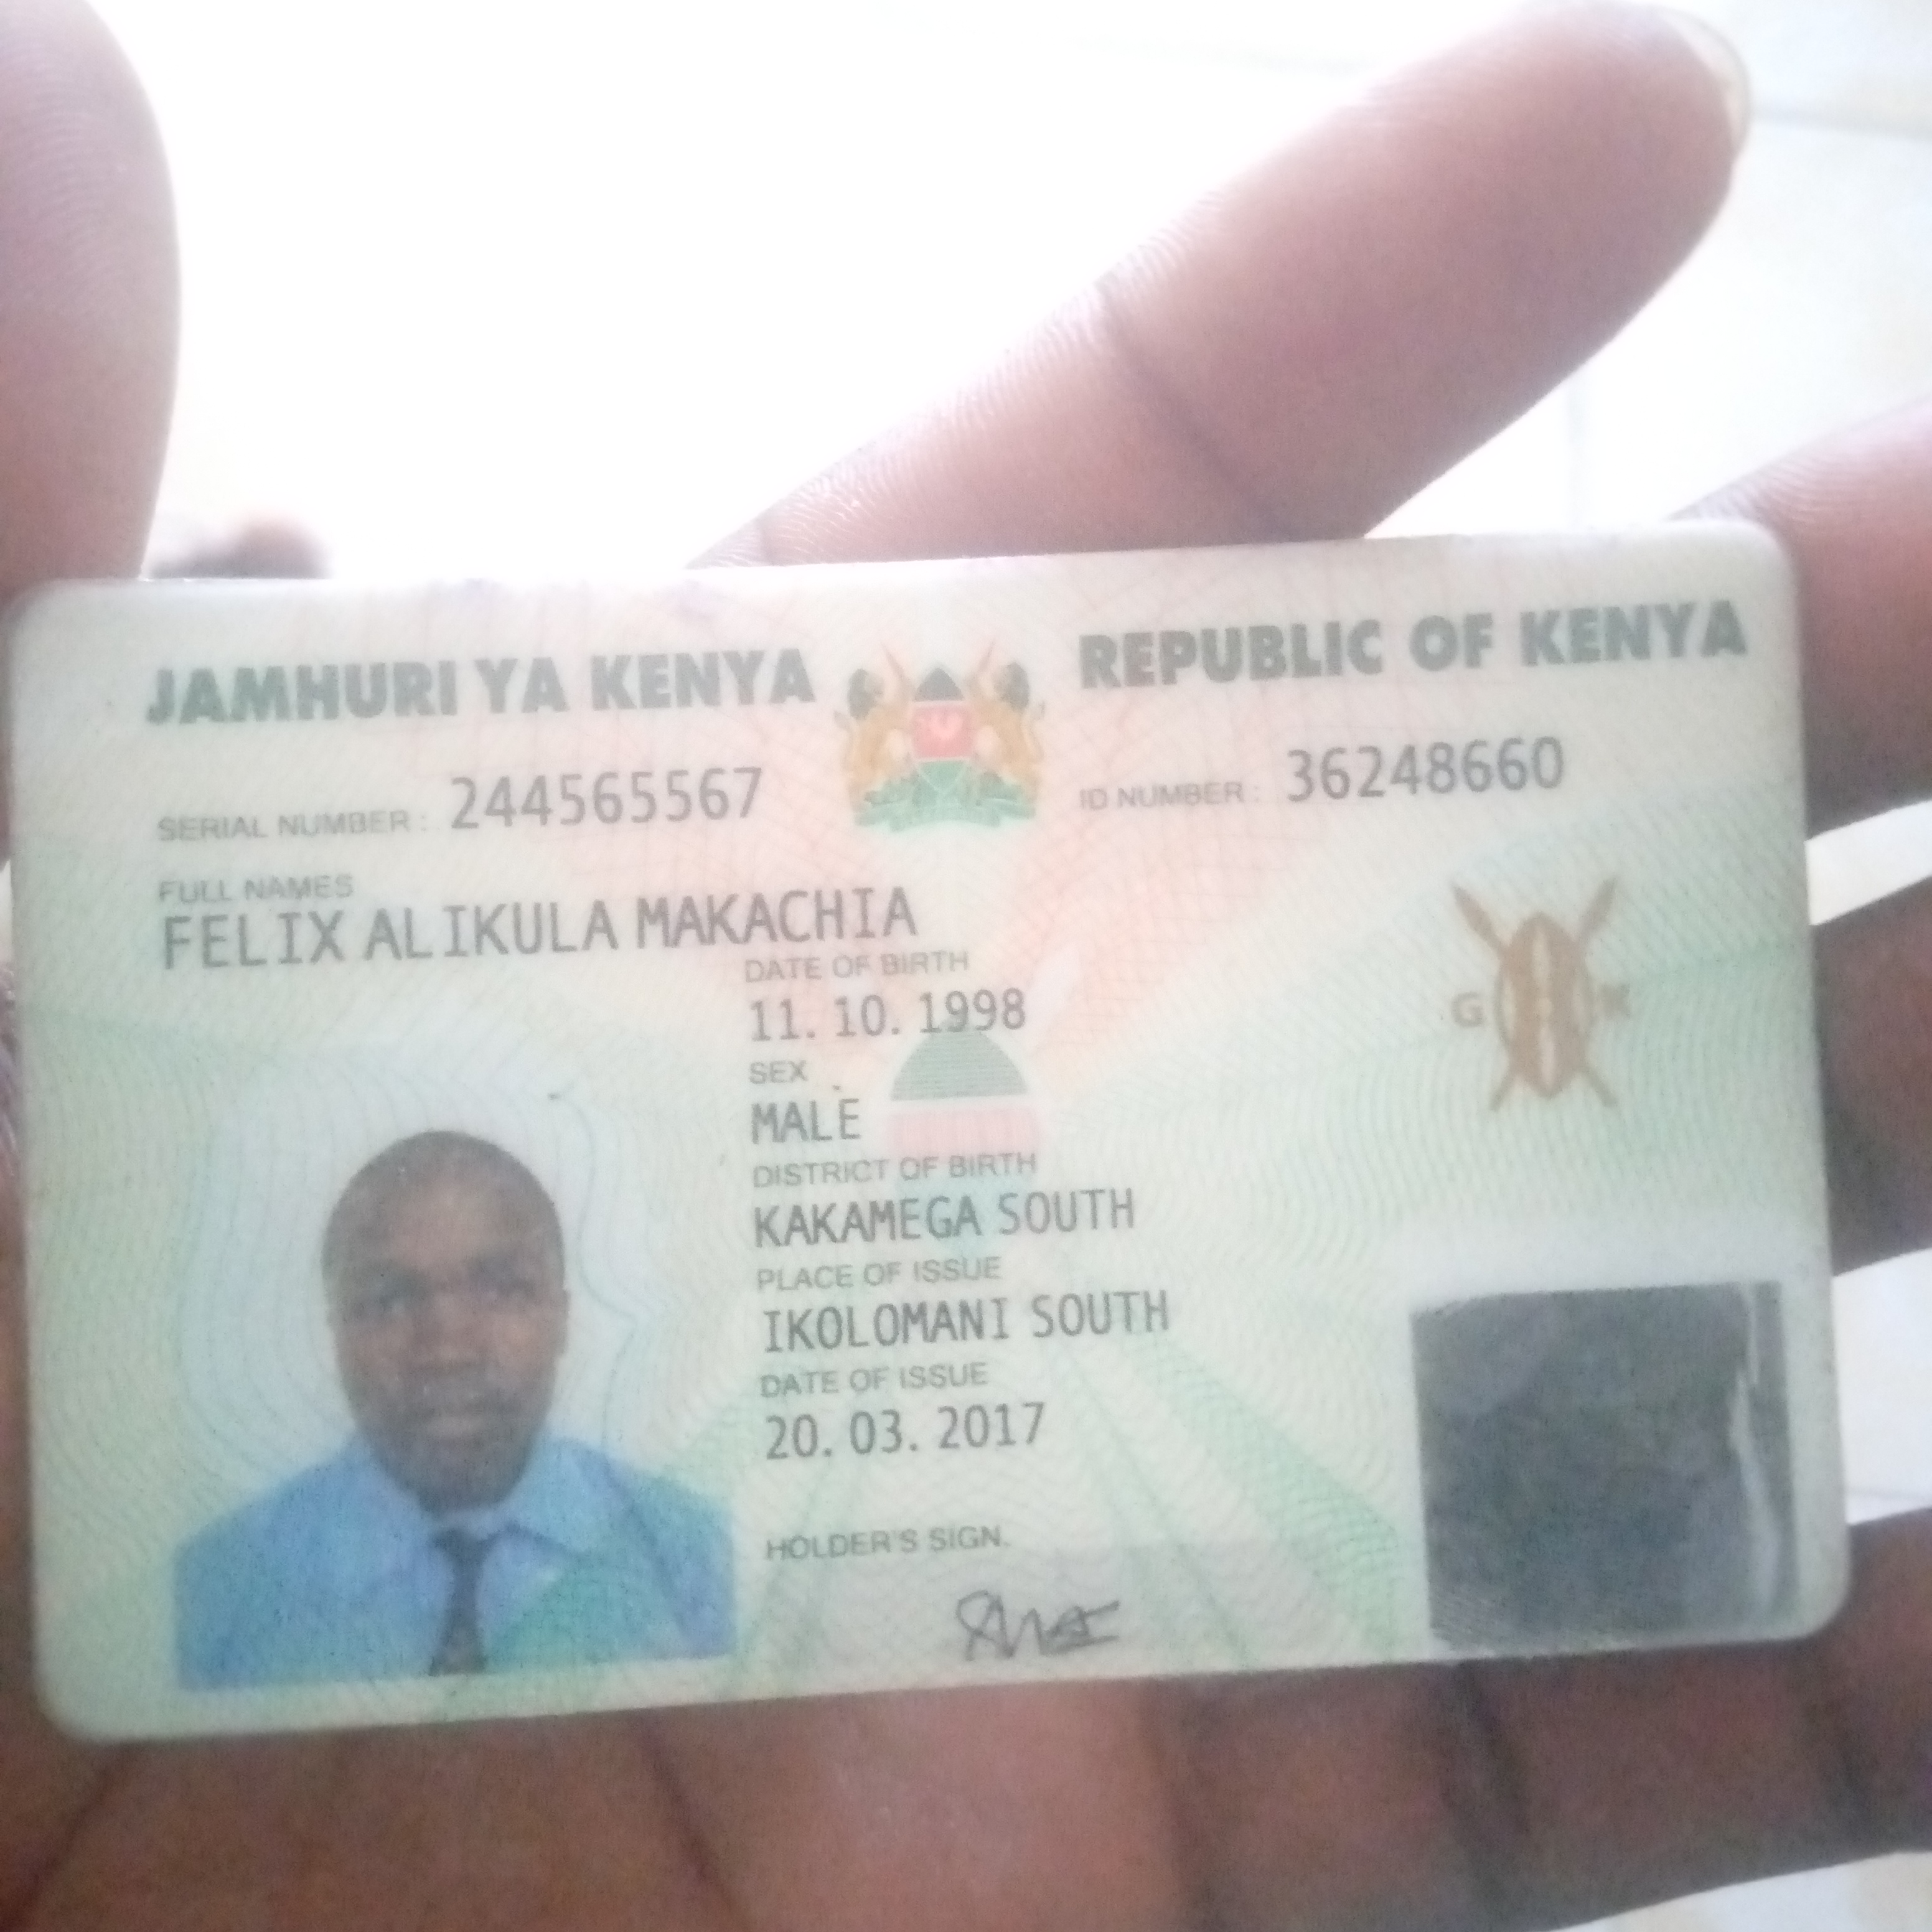 JAMHURI YA KENYA
REPUBLIC OF KENYA
SERIAL NUMBER : 244565567
ID NUMBER : 36248660
FULL NAMES
FELIX ALIKULA MAKACHIA
DATE OF BIRTH
11. 10. 1998
SEX
MALE
DISTRICT OF BIRTH
KAKAMEGA SOUTH
PLACE OF ISSUE
IKOLOMANI SOUTH
DATE OF ISSUE
20. 03. 2017
HOLDER'S SIGN.
G K